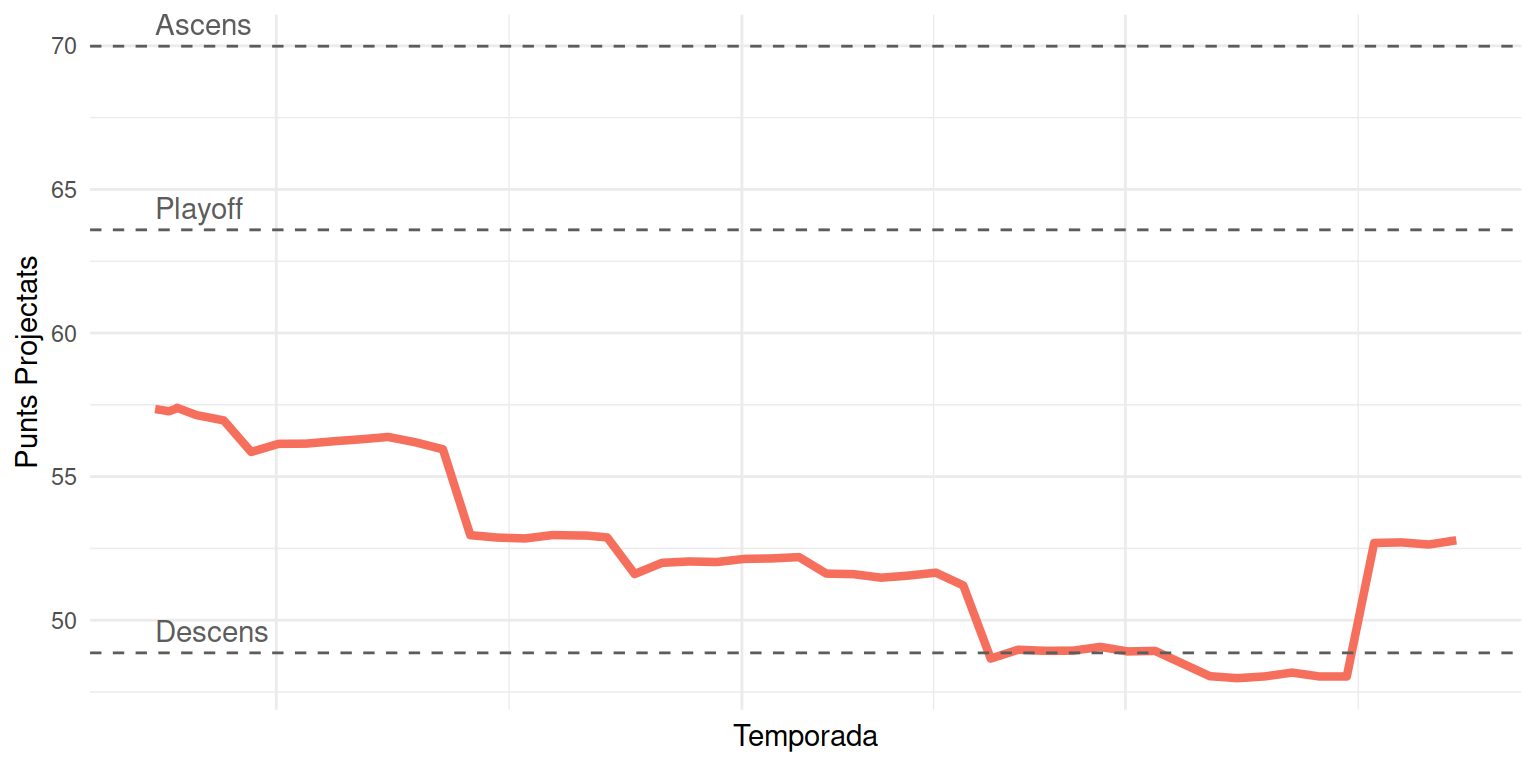 Ascens
70
65
Playoff
Punts Projectats
60
55
50
Descens
Temporada